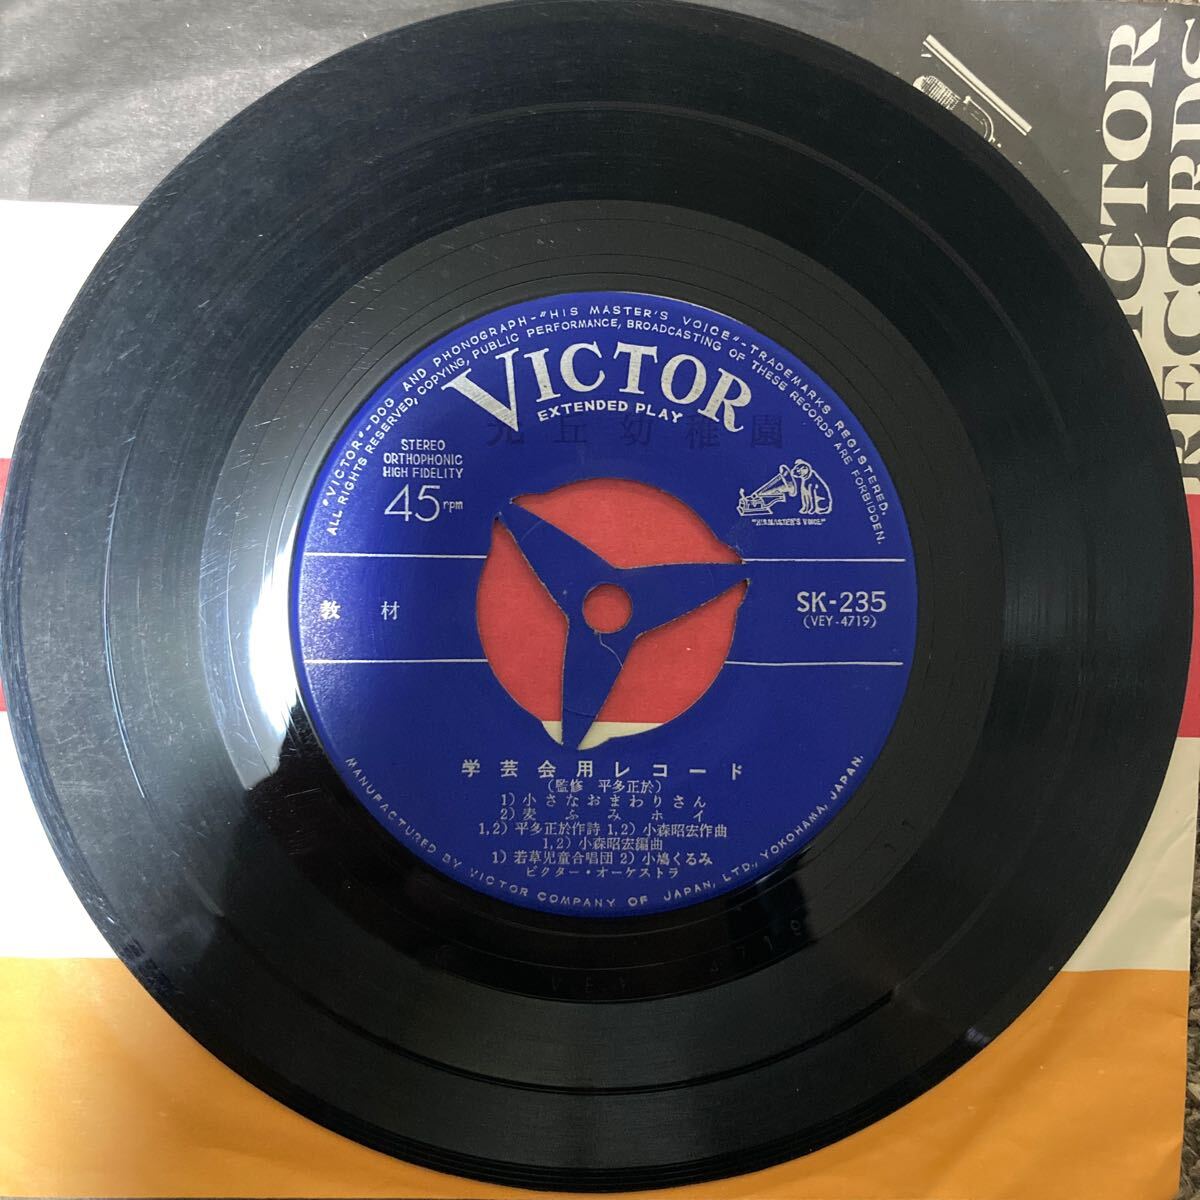 "VICTOR"-DOG AND PHONOGRAPH-"HIS MASTER'S VOICE"-TRADEMARKS REGISTERED.
ALL RIGHTS RESERVED, COPYING, PUBLIC PERFORMANCE, BROADCASTING OF THESE RECORDS ARE FORBIDDEN.
VICTOR
EXTENDED PLAY
光丘幼稚園
STEREO
ORTHOPHONIC
HIGH FIDELITY
45rpm
"HIS MASTER'S VOICE"
教材
SK-235
(VEY-4719)
学芸会用レコード
(監修 平多正於)
1) 小さなおまわりさん
2) 麦ふみホイ
1,2) 平多正於作詩 1,2) 小森昭宏作曲
1,2) 小森昭宏編曲
1) 若草児童合唱団 2) 小鳩くるみ
ビクター・オーケストラ
MANUFACTURED BY VICTOR COMPANY OF JAPAN, LTD., YOKOHAMA, JAPAN.
VICTOR
RECORDS